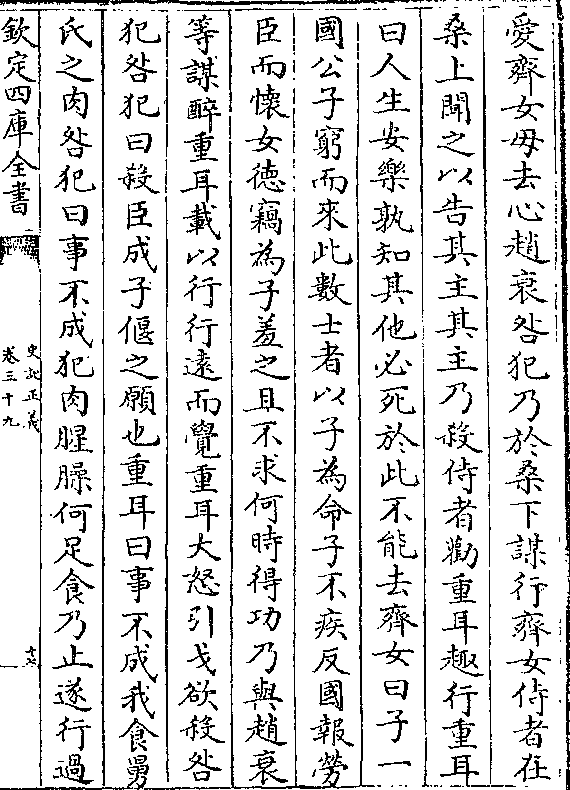 愛齊女毋去心趙衰咎犯乃於桑下謀行齊女侍者在
桑上聞之以告其主其主乃殺侍者勸重耳趣行重耳
曰人生安樂孰知其他必死於此不能去齊女曰子一
國公子窮而來此數士者以子為命子不疾反國報勞
臣而懷女徳竊為子羞之且不求何時得功乃與趙衰
等謀醉重耳載以行行遠而覺重耳大怒引戈欲殺咎
犯咎犯曰殺臣成子偃之願也重耳曰事不成我食舅
氏之肉咎犯曰事不成犯肉腥臊何足食乃止遂行過
欽定四庫全書
史記正義
卷三十九